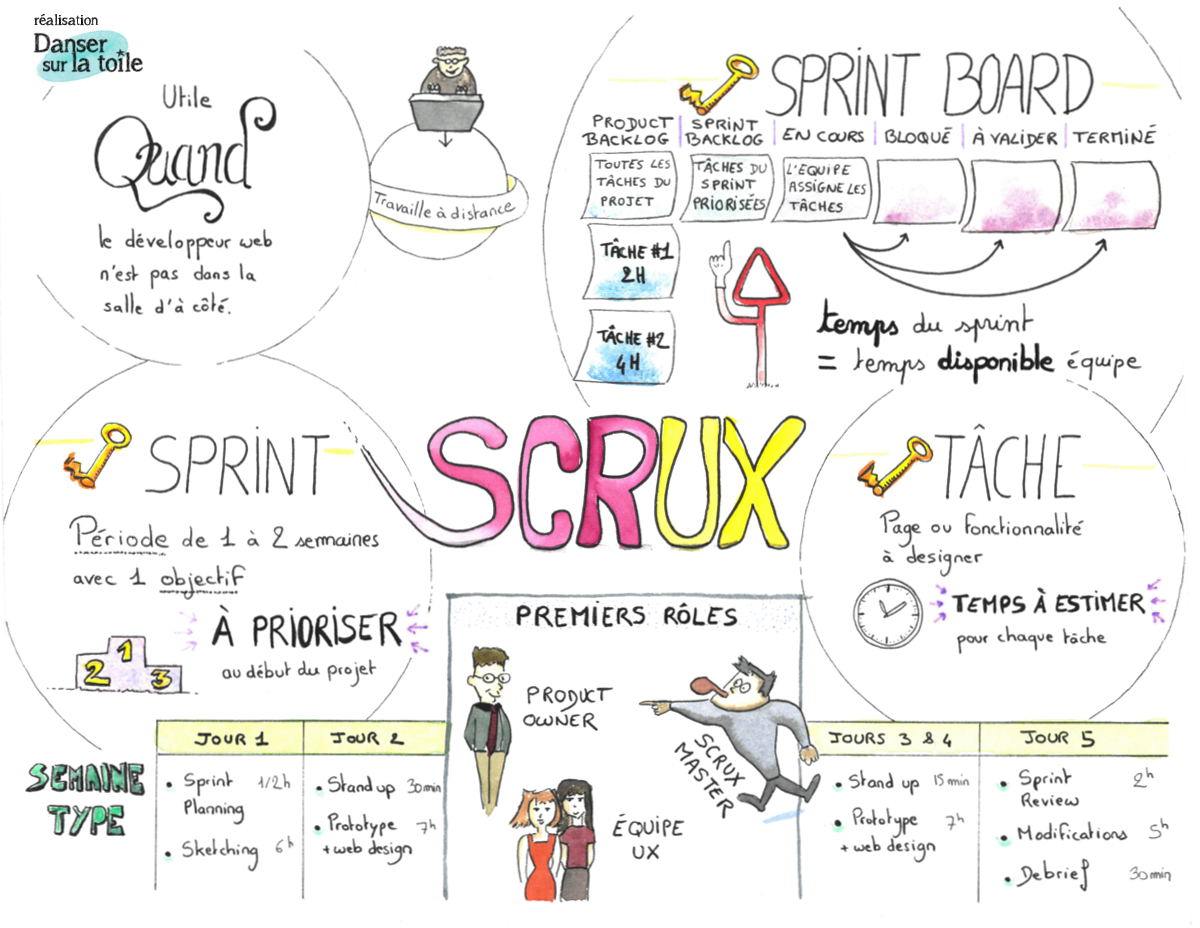 réalisation
Danser
sur la toile
Utile
Quand
le développeur web
n'est pas dans la
salle d'à côté.
Travaille à distance
SPRINT BOARD
PRODUCT BACKLOG
SPRINT BACKLOG
EN COURS
BLOQUÉ
À VALIDER
TERMINÉ
TOUTES LES
TÂCHES DU
PROJET
TÂCHES DU
SPRINT
PRIORISÉES
L'ÉQUIPE
ASSIGNE LES
TÂCHES
TÂCHE #1
2H
TÂCHE #2
4H
temps du sprint
= temps disponible équipe
SPRINT
Période de 1 à 2 semaines
avec 1 objectif
À PRIORISER
au début du projet
1
2
3
SCRUX
TÂCHE
Page ou fonctionnalité
à designer
TEMPS À ESTIMER
pour chaque tâche
PREMIERS RÔLES
PRODUCT
OWNER
SCRUX
MASTER
ÉQUIPE
UX
SEMAINE
TYPE
JOUR 1
• Sprint 1/2h
Planning
• Sketching 6h
JOUR 2
• Stand up 30min
• Prototype 7h
+ web design
JOURS 3 & 4
• Stand up 15min
• Prototype 7h
+ web design
JOUR 5
• Sprint 2h
Review
• Modifications 5h
• Debrief 30min